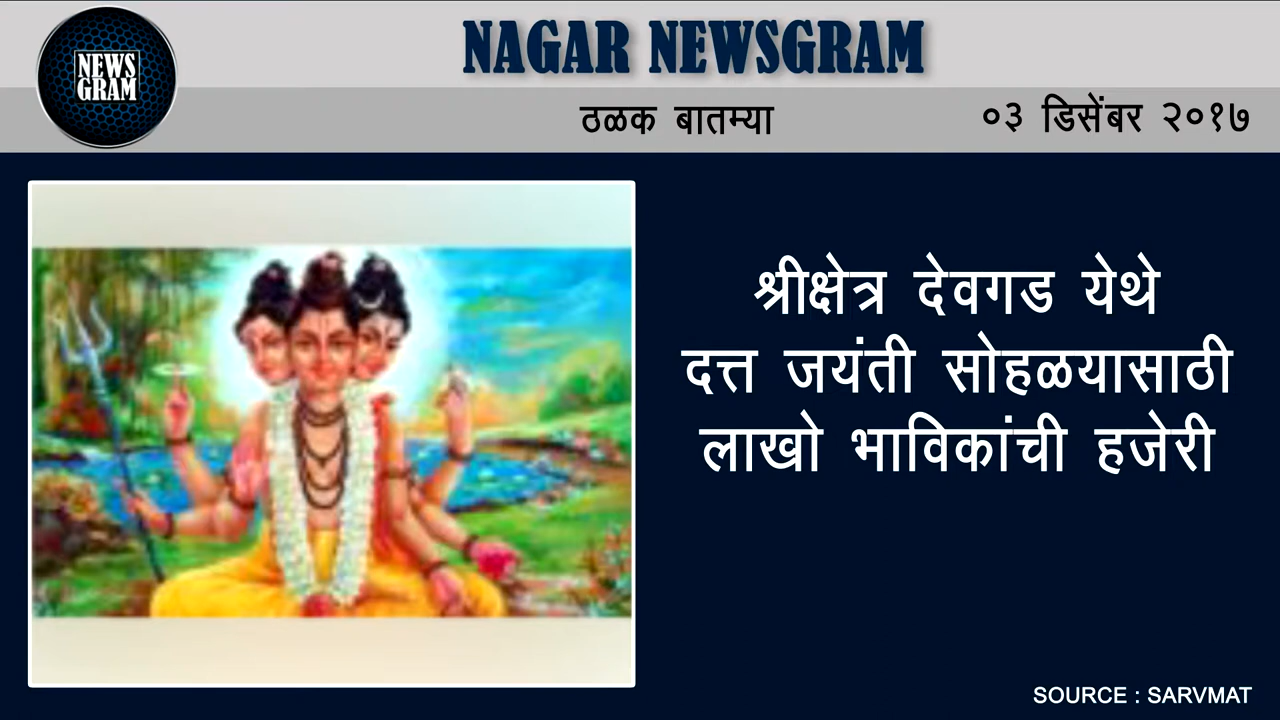 NEWS
GRAM
NAGAR NEWSGRAM
ठळक बातम्या
०३ डिसेंबर २०१७
श्रीक्षेत्र देवगड येथे
दत्त जयंती सोहळयासाठी
लाखो भाविकांची हजेरी
SOURCE : SARVMAT